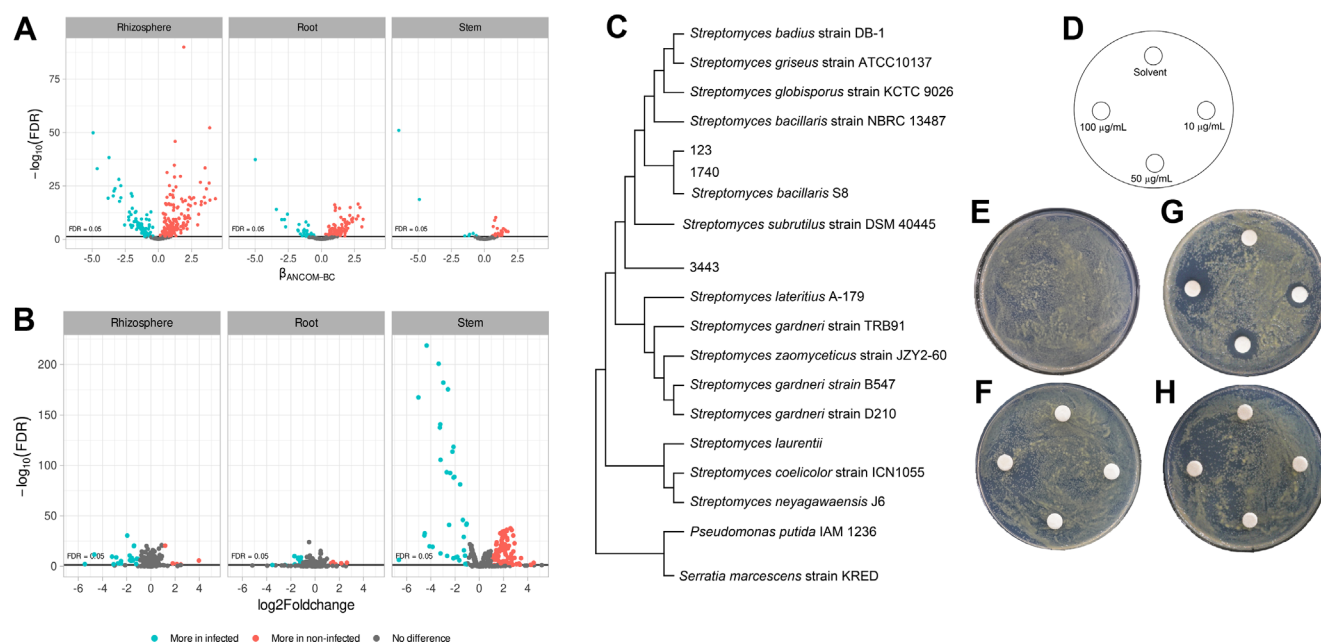 A
Rhizosphere
Root
Stem
75
50
25
0
−log10(FDR)
FDR = 0.05
FDR = 0.05
FDR = 0.05
-5.0 -2.5 0.0 2.5 5.0
-5.0 -2.5 0.0 2.5 5.0
-5.0 -2.5 0.0 2.5 5.0
βANCOM-BC
B
Rhizosphere
Root
Stem
200
150
100
50
0
−log10(FDR)
FDR = 0.05
FDR = 0.05
FDR = 0.05
-6 -4 -2 0 2 4
-6 -4 -2 0 2 4
-6 -4 -2 0 2 4
log2Foldchange
More in infected
More in non-infected
No difference
C
Streptomyces badius strain DB-1
Streptomyces griseus strain ATCC10137
Streptomyces globisporus strain KCTC 9026
Streptomyces bacillaris strain NBRC 13487
123
1740
Streptomyces bacillaris S8
Streptomyces subrutilus strain DSM 40445
3443
Streptomyces lateritius A-179
Streptomyces gardneri strain TRB91
Streptomyces zaomyceticus strain JZY2-60
Streptomyces gardneri strain B547
Streptomyces gardneri strain D210
Streptomyces laurentii
Streptomyces coelicolor strain ICN1055
Streptomyces neyagawaensis J6
Pseudomonas putida IAM 1236
Serratia marcescens strain KRED
D
Solvent
100 µg/mL
10 µg/mL
50 µg/mL
E
G
F
H